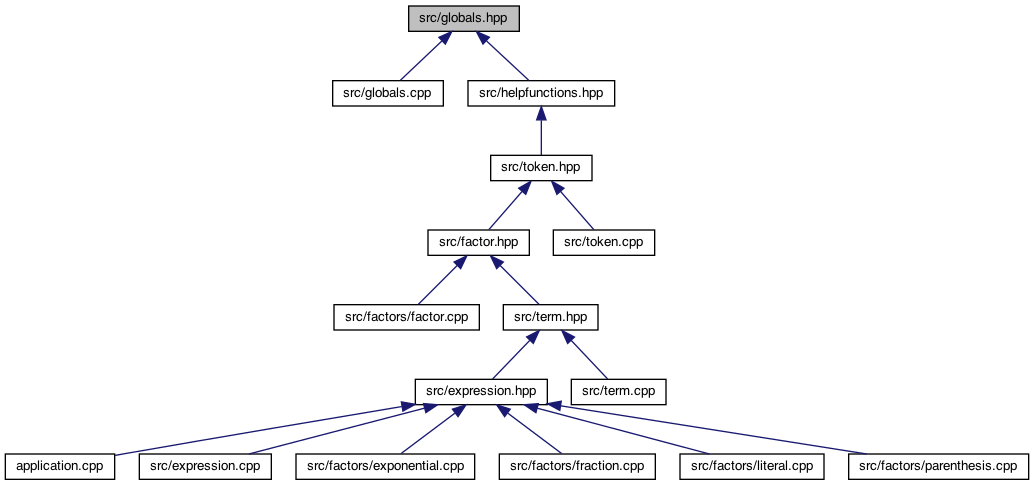 src/globals.hpp
src/globals.cpp
src/helpfunctions.hpp
src/token.hpp
src/factor.hpp
src/token.cpp
src/factors/factor.cpp
src/term.hpp
src/expression.hpp
src/term.cpp
application.cpp
src/expression.cpp
src/factors/exponential.cpp
src/factors/fraction.cpp
src/factors/literal.cpp
src/factors/parenthesis.cpp